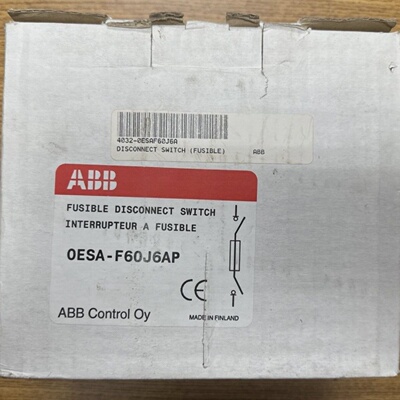 4032-0ESAF60J6A
DISCONNECT SWITCH (FUSIBLE) ABB
ABB
FUSIBLE DISCONNECT SWITCH
INTERRUPTEUR A FUSIBLE
OESA-F60J6AP
CE
ABB Control Oy
MADE IN FINLAND